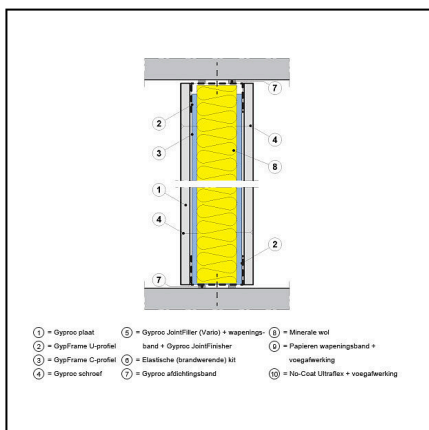 7
2
4
3
8
1
4
2
7
1 = Gyproc plaat
2 = GypFrame U-profiel
3 = GypFrame C-profiel
4 = Gyproc schroef
5 = Gyproc JointFiller (Vario) + wapenings-
band + Gyproc JointFinisher
6 = Elastische (brandwerende) kit
7 = Gyproc afdichtingsband
8 = Minerale wol
9 = Papieren wapeningsband +
voegafwerking
10 = No-Coat Ultraflex + voegafwerking